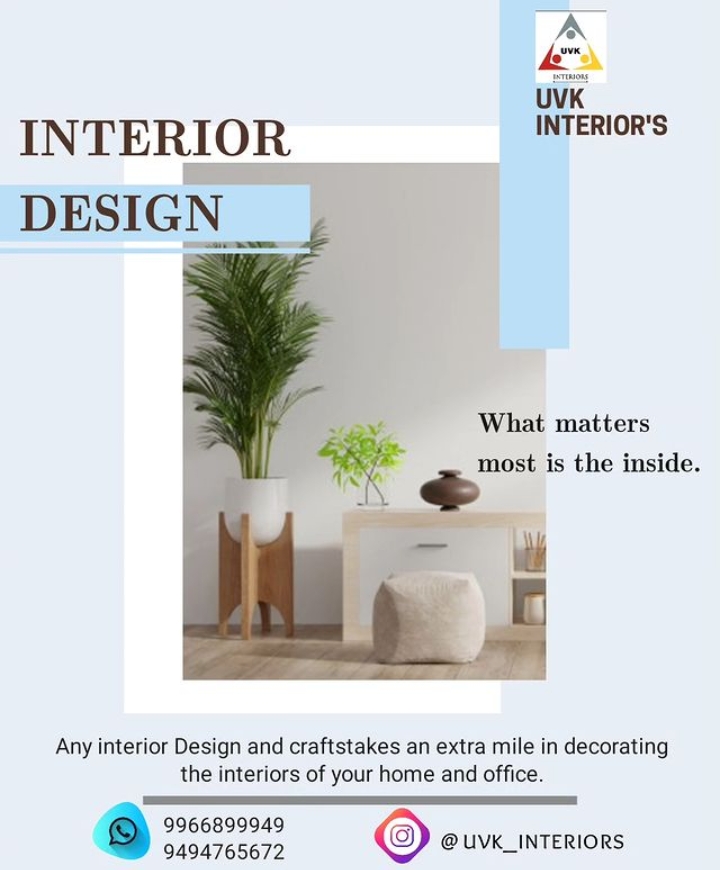 UVK
INTERIORS
UVK
INTERIOR'S
INTERIOR
DESIGN
What matters
most is the inside.
Any interior Design and craftstakes an extra mile in decorating
the interiors of your home and office.
9966899949
9494765672
@UVK_INTERIORS